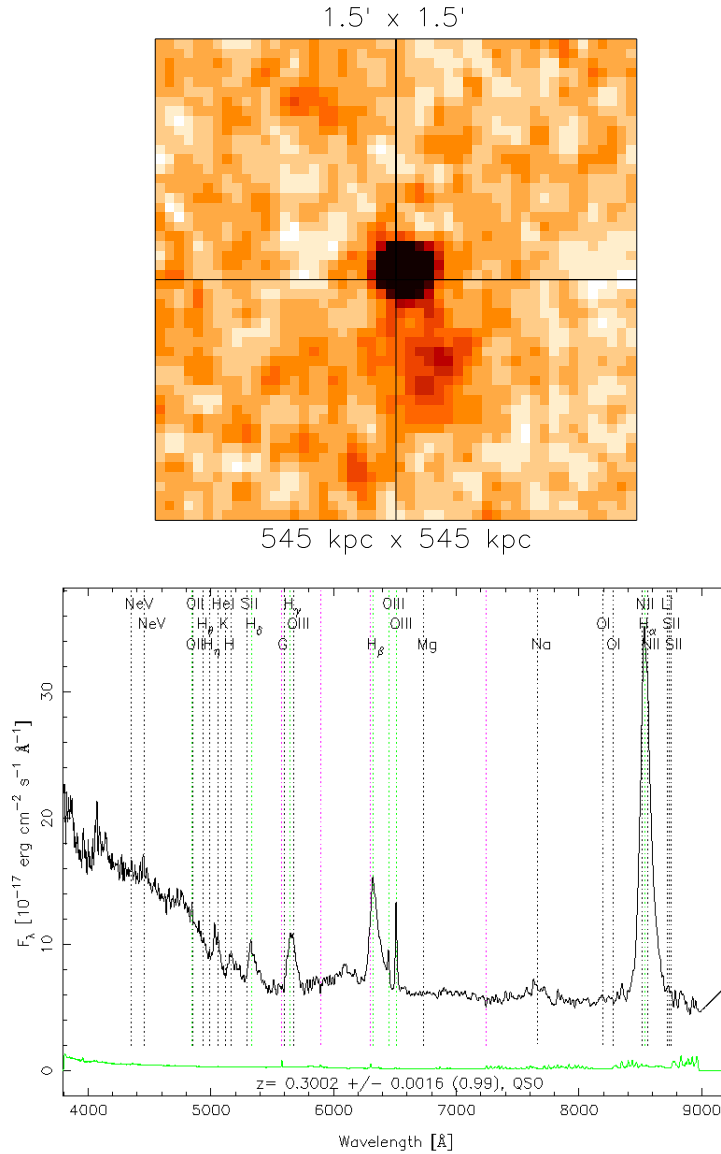 1.5' x 1.5'
545 kpc x 545 kpc
NeV OII HeI SII Hγ OIII NII Li
NeV Hθ K Hδ OIII OIII OI Hα SII
OII Hη H G Hβ Mg Na OI NII SII
30
20
10
0
Fλ [10⁻¹⁷ erg cm⁻² s⁻¹ Å⁻¹]
z= 0.3002 +/- 0.0016 (0.99), QSO
4000 5000 6000 7000 8000 9000
Wavelength [Å]